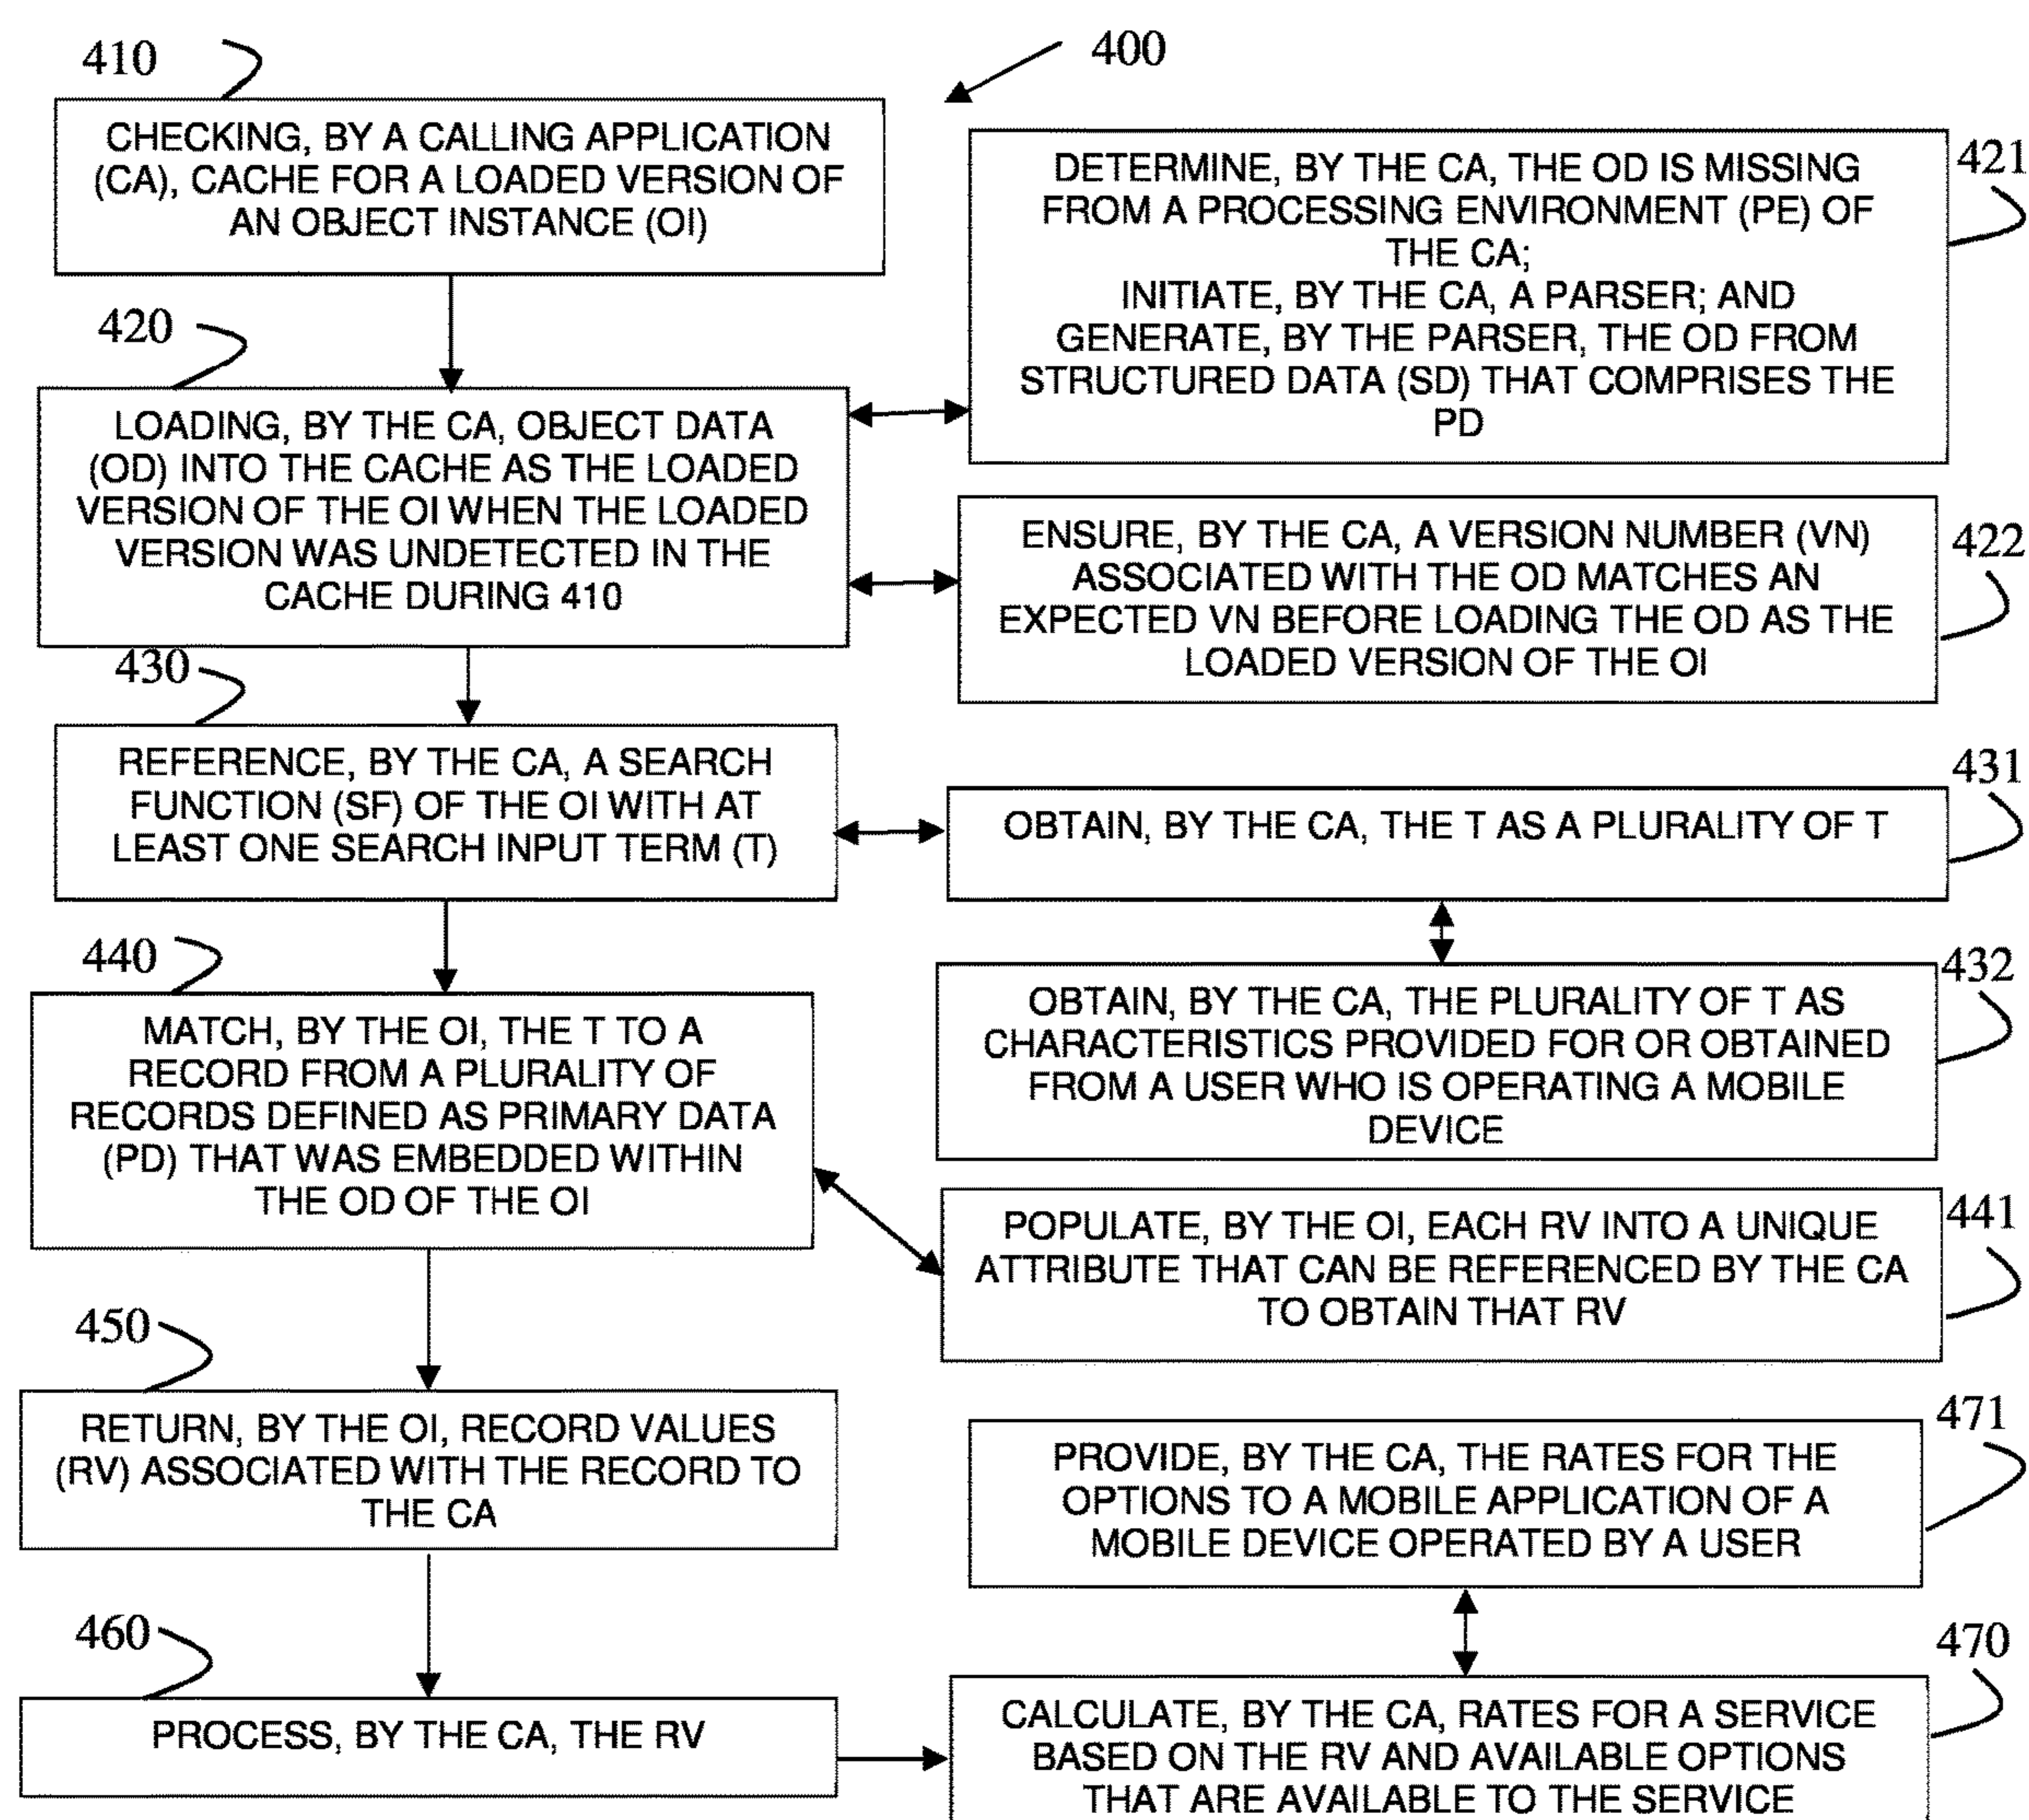 400
410
CHECKING, BY A CALLING APPLICATION
(CA), CACHE FOR A LOADED VERSION OF
AN OBJECT INSTANCE (OI)
420
LOADING, BY THE CA, OBJECT DATA
(OD) INTO THE CACHE AS THE LOADED
VERSION OF THE OI WHEN THE LOADED
VERSION WAS UNDETECTED IN THE
CACHE DURING 410
421
DETERMINE, BY THE CA, THE OD IS MISSING
FROM A PROCESSING ENVIRONMENT (PE) OF
THE CA;
INITIATE, BY THE CA, A PARSER; AND
GENERATE, BY THE PARSER, THE OD FROM
STRUCTURED DATA (SD) THAT COMPRISES THE
PD
422
ENSURE, BY THE CA, A VERSION NUMBER (VN)
ASSOCIATED WITH THE OD MATCHES AN
EXPECTED VN BEFORE LOADING THE OD AS THE
LOADED VERSION OF THE OI
430
REFERENCE, BY THE CA, A SEARCH
FUNCTION (SF) OF THE OI WITH AT
LEAST ONE SEARCH INPUT TERM (T)
431
OBTAIN, BY THE CA, THE T AS A PLURALITY OF T
432
OBTAIN, BY THE CA, THE PLURALITY OF T AS
CHARACTERISTICS PROVIDED FOR OR OBTAINED
FROM A USER WHO IS OPERATING A MOBILE
DEVICE
440
MATCH, BY THE OI, THE T TO A
RECORD FROM A PLURALITY OF
RECORDS DEFINED AS PRIMARY DATA
(PD) THAT WAS EMBEDDED WITHIN
THE OD OF THE OI
441
POPULATE, BY THE OI, EACH RV INTO A UNIQUE
ATTRIBUTE THAT CAN BE REFERENCED BY THE CA
TO OBTAIN THAT RV
450
RETURN, BY THE OI, RECORD VALUES
(RV) ASSOCIATED WITH THE RECORD TO
THE CA
460
PROCESS, BY THE CA, THE RV
471
PROVIDE, BY THE CA, THE RATES FOR THE
OPTIONS TO A MOBILE APPLICATION OF A
MOBILE DEVICE OPERATED BY A USER
470
CALCULATE, BY THE CA, RATES FOR A SERVICE
BASED ON THE RV AND AVAILABLE OPTIONS
THAT ARE AVAILABLE TO THE SERVICE